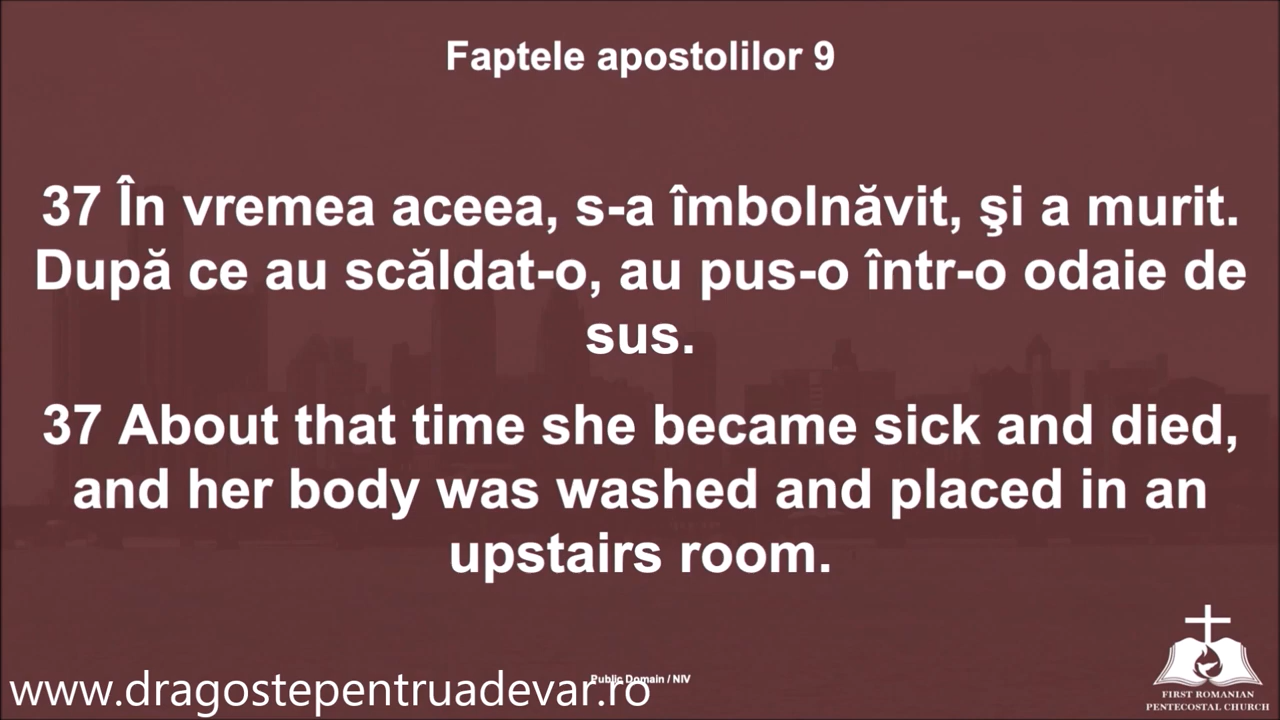 Faptele apostolilor 9
37 În vremea aceea, s-a îmbolnăvit, şi a murit.
După ce au scăldat-o, au pus-o într-o odaie de
sus.
37 About that time she became sick and died,
and her body was washed and placed in an
upstairs room.
Public Domain / NIV
www.dragostepentruadevar.ro
FIRST ROMANIAN
PENTECOSTAL CHURCH